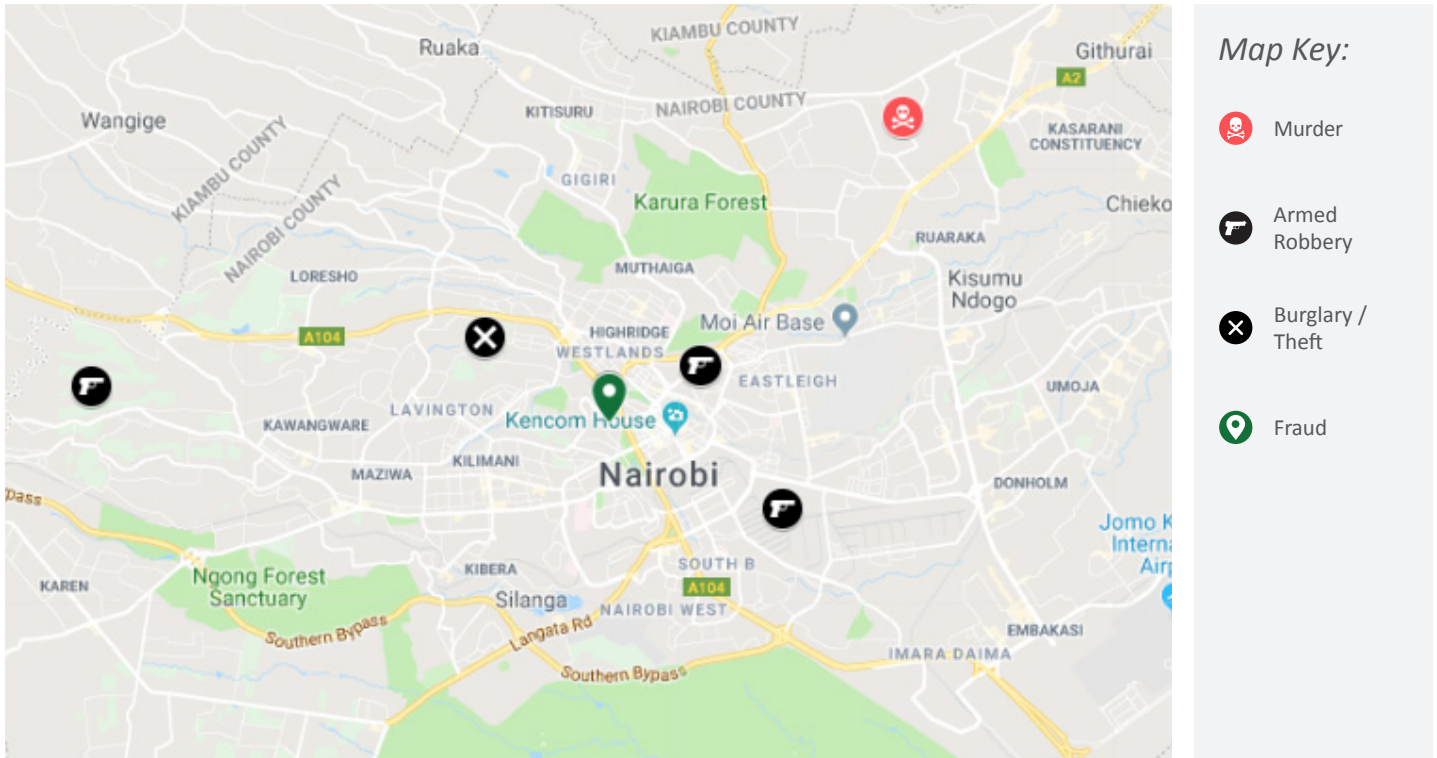 Ruaka
KIAMBU COUNTY
Githurai
A2
Wangige
KITISURU
NAIROBI COUNTY
KASARANI
CONSTITUENCY
KIAMBU COUNTY
NAIROBI COUNTY
GIGIRI
Karura Forest
Chieko
RUARAKA
LORESHO
MUTHAIGA
Kisumu
Ndogo
A104
HIGHRIDGE
WESTLANDS
Moi Air Base
EASTLEIGH
UMOJA
LAVINGTON
KAWANGWARE
Kencom House
KILIMANI
MAZIWA
Nairobi
DONHOLM
ypass
Jomo K
Interna
Airp
KAREN
Ngong Forest
Sanctuary
KIBERA
Silanga
SOUTH B
A104
NAIROBI WEST
Southern Bypass
Langata Rd
EMBAKASI
IMARA DAIMA
Southern Bypass
Map Key:
Murder
Armed
Robbery
Burglary /
Theft
Fraud